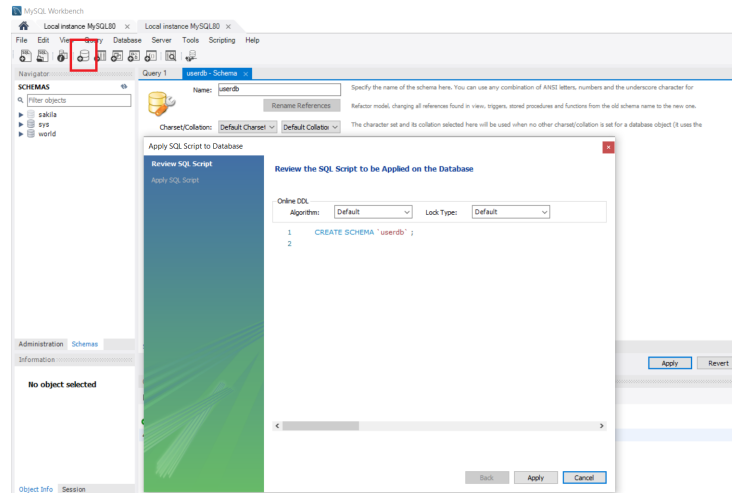 MySQL Workbench
Local instance MySQL80 × Local instance MySQL80 ×
File Edit View Query Database Server Tools Scripting Help
Navigator
Query 1 userdb - Schema ×
SCHEMAS
Name: userdb
Specify the name of the schema here. You can use any combination of ANSI letters, numbers and the underscore character for
Filter objects
Rename References
Refactor model, changing all references found in view, triggers, stored procedures and functions from the old schema name to the new one.
sakila
sys
world
Charset/Collation: Default Charset Default Collation
The character set and its collation selected here will be used when no other charset/collation is set for a database object (it uses the
Apply SQL Script to Database
Review SQL Script
Apply SQL Script
Review the SQL Script to be Applied on the Database
Online DDL
Algorithm: Default Lock Type: Default
1 CREATE SCHEMA `userdb` ;
2
Administration Schemas
Information
No object selected
Apply Revert
Back Apply Cancel
Object Info Session